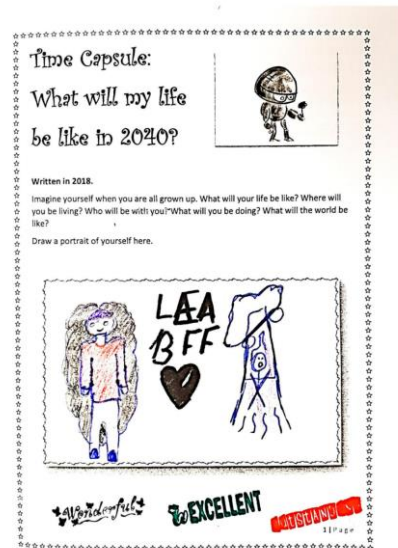 Time Capsule:
What will my life
be like in 2040?
Written in 2018.
Imagine yourself when you are all grown up. What will your life be like? Where will
you be living? Who will be with you? What will you be doing? What will the world be
like?
Draw a portrait of yourself here.
LÆA
BFF
Wonderful
EXCELLENT
1|Page